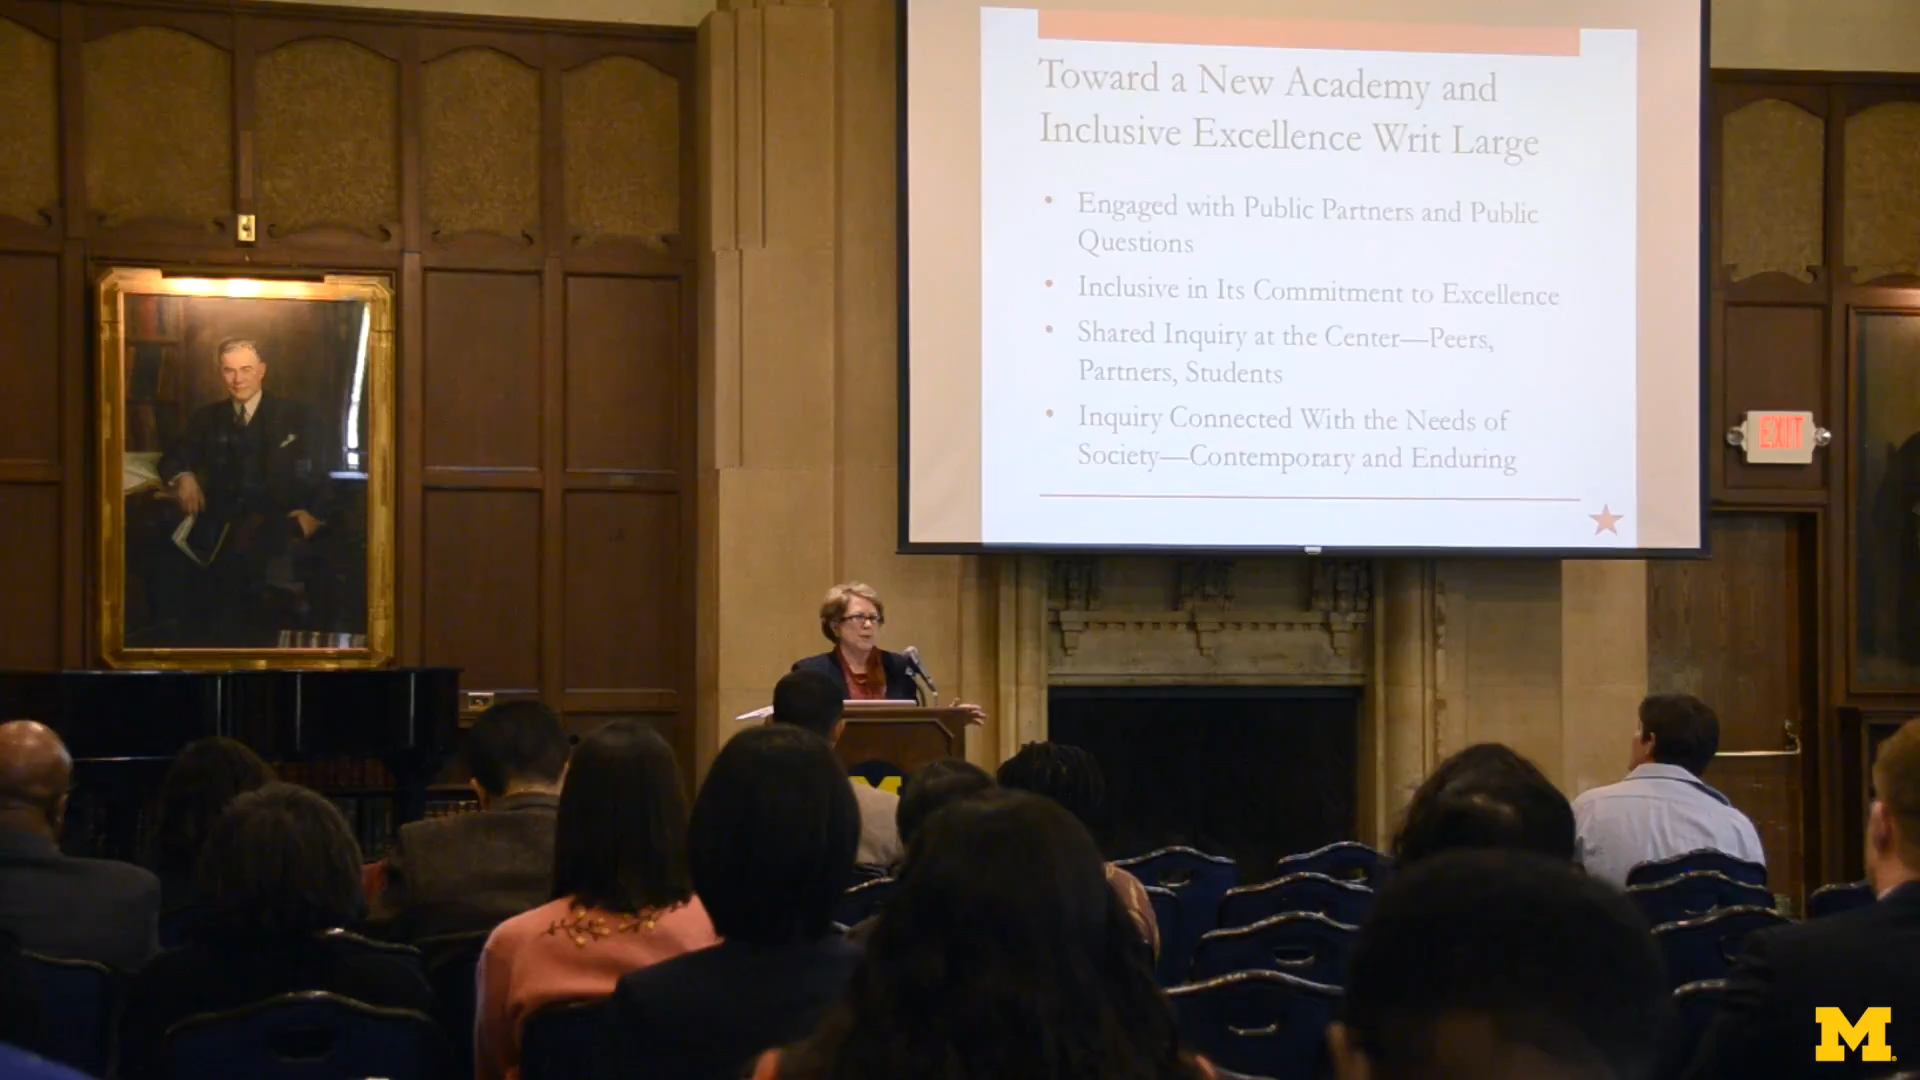 Toward a New Academy and
Inclusive Excellence Writ Large
• Engaged with Public Partners and Public
Questions
• Inclusive in Its Commitment to Excellence
• Shared Inquiry at the Center—Peers,
Partners, Students
• Inquiry Connected With the Needs of
Society—Contemporary and Enduring
EXIT
M
M